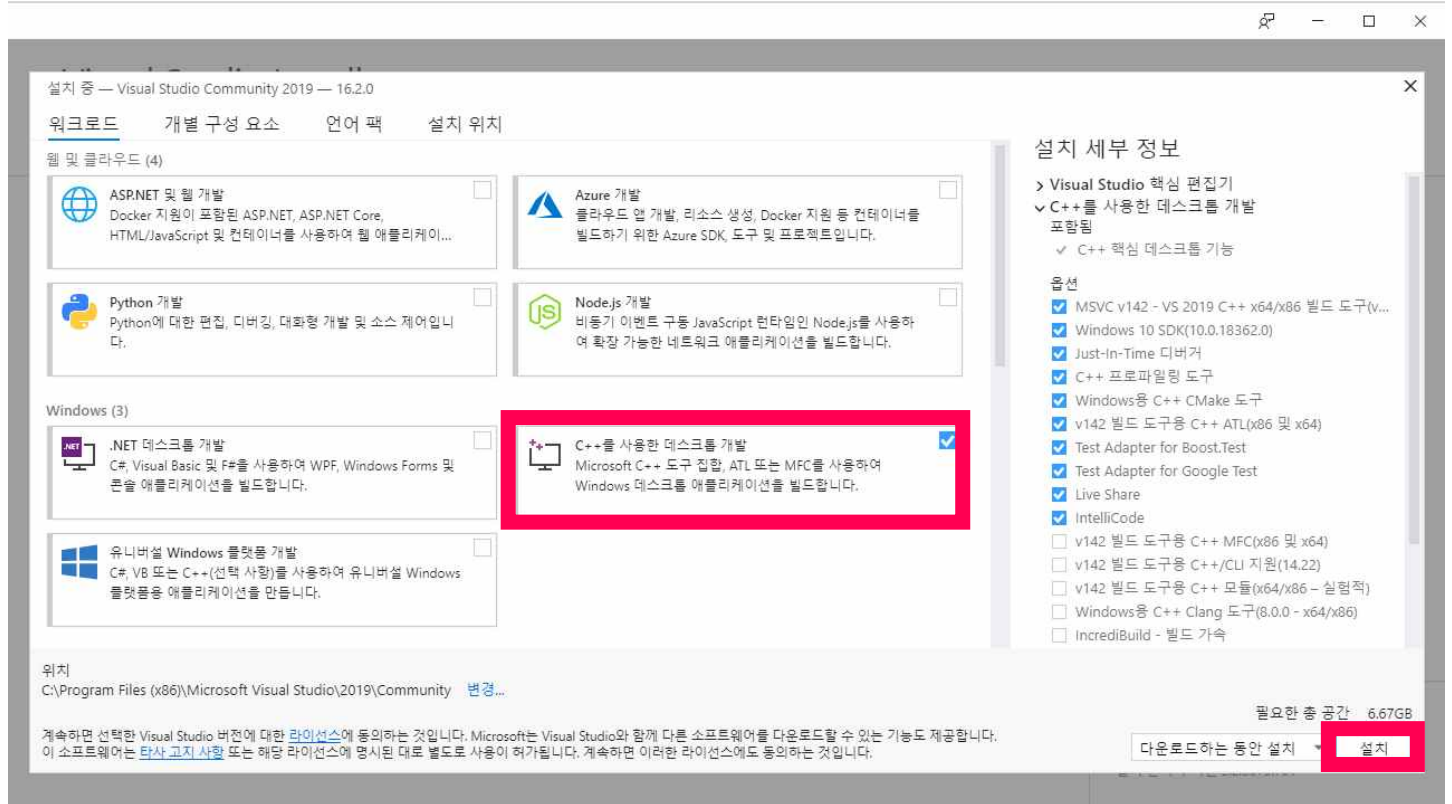 설치 중 — Visual Studio Community 2019 — 16.2.0
워크로드 개별 구성 요소 언어 팩 설치 위치
웹 및 클라우드 (4)
ASP.NET 및 웹 개발
Docker 지원이 포함된 ASP.NET, ASP.NET Core,
HTML/JavaScript 및 컨테이너를 사용하여 웹 애플리케이...
Azure 개발
클라우드 앱 개발, 리소스 생성, Docker 지원 등 컨테이너를
빌드하기 위한 Azure SDK, 도구 및 프로젝트입니다.
Python 개발
Python에 대한 편집, 디버깅, 대화형 개발 및 소스 제어입니
다.
Node.js 개발
비동기 이벤트 구동 JavaScript 런타임인 Node.js를 사용하
여 확장 가능한 네트워크 애플리케이션을 빌드합니다.
Windows (3)
.NET 데스크톱 개발
C#, Visual Basic 및 F#을 사용하여 WPF, Windows Forms 및
콘솔 애플리케이션을 빌드합니다.
C++를 사용한 데스크톱 개발
Microsoft C++ 도구 집합, ATL 또는 MFC를 사용하여
Windows 데스크톱 애플리케이션을 빌드합니다.
유니버설 Windows 플랫폼 개발
C#, VB 또는 C++(선택 사항)를 사용하여 유니버설 Windows
플랫폼용 애플리케이션을 만듭니다.
설치 세부 정보
Visual Studio 핵심 편집기
C++를 사용한 데스크톱 개발
포함됨
C++ 핵심 데스크톱 기능
옵션
MSVC v142 - VS 2019 C++ x64/x86 빌드 도구(v...
Windows 10 SDK(10.0.18362.0)
Just-In-Time 디버거
C++ 프로파일링 도구
Windows용 C++ CMake 도구
v142 빌드 도구용 C++ ATL(x86 및 x64)
Test Adapter for Boost.Test
Test Adapter for Google Test
Live Share
IntelliCode
v142 빌드 도구용 C++ MFC(x86 및 x64)
v142 빌드 도구용 C++/CLI 지원(14.22)
v142 빌드 도구용 C++ 모듈(x64/x86 – 실험적)
Windows용 C++ Clang 도구(8.0.0 - x64/x86)
IncrediBuild - 빌드 가속
위치
C:\Program Files (x86)\Microsoft Visual Studio\2019\Community 변경...
필요한 총 공간 6.67GB
계속하면 선택한 Visual Studio 버전에 대한 라이선스에 동의하는 것입니다. Microsoft는 Visual Studio와 함께 다른 소프트웨어를 다운로드할 수 있는 기능도 제공합니다.
이 소프트웨어는 타사 고지 사항 또는 해당 라이선스에 명시된 대로 별도로 사용이 허가됩니다. 계속하면 이러한 라이선스에도 동의하는 것입니다.
다운로드하는 동안 설치 설치